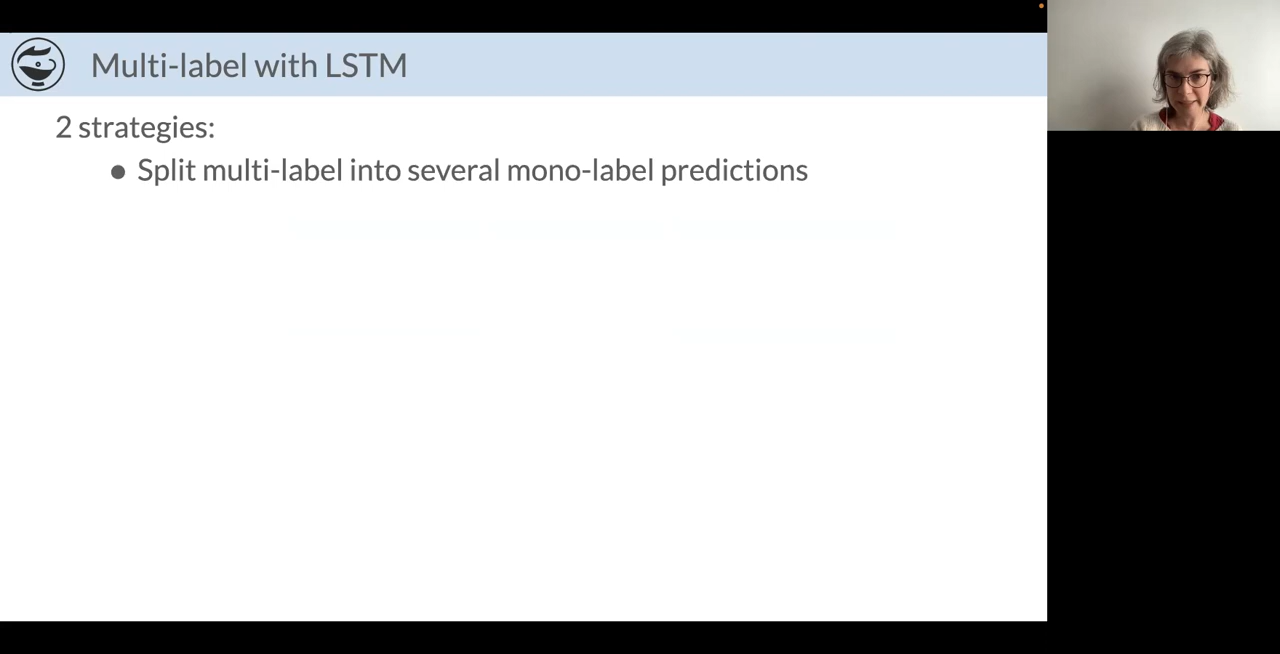 Multi-label with LSTM
2 strategies:
● Split multi-label into several mono-label predictions